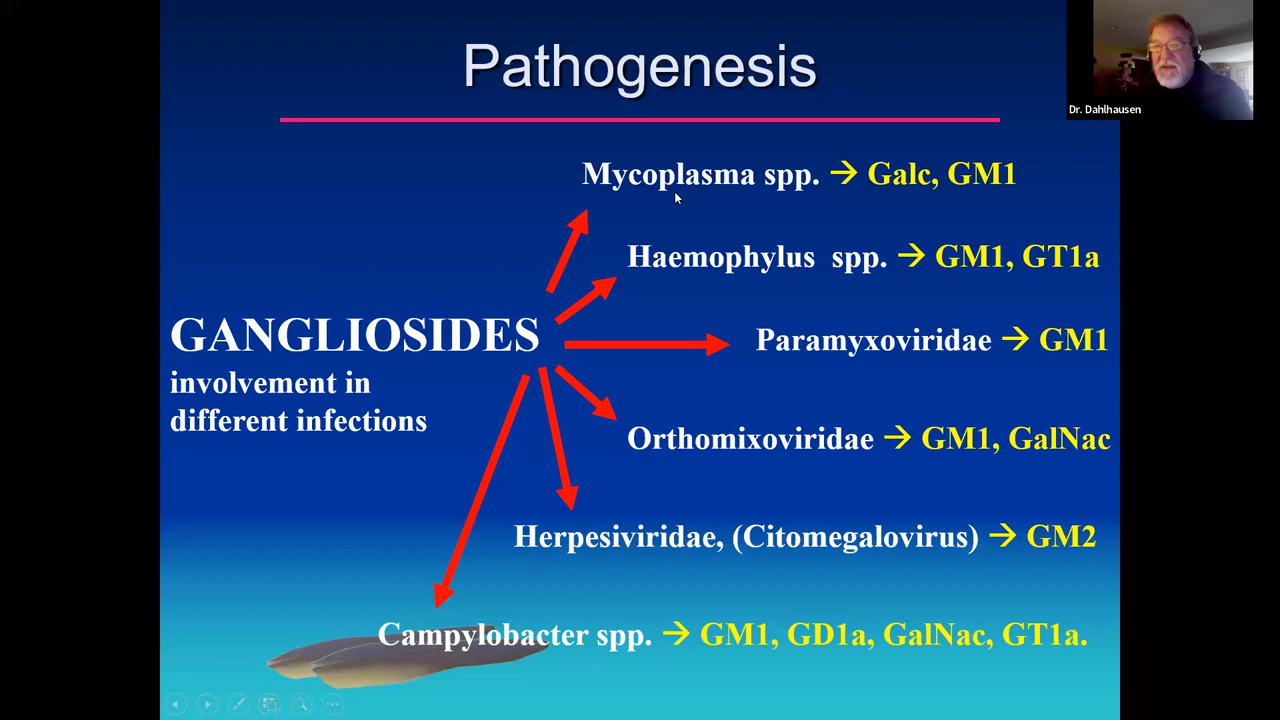 Pathogenesis
Dr. Dahlhausen
Mycoplasma spp. → Galc, GM1
Haemophylus spp. → GM1, GT1a
GANGLIOSIDES
involvement in
different infections
Paramyxoviridae → GM1
Orthomixoviridae → GM1, GalNac
Herpesiviridae, (Citomegalovirus) → GM2
Campylobacter spp. → GM1, GD1a, GalNac, GT1a.